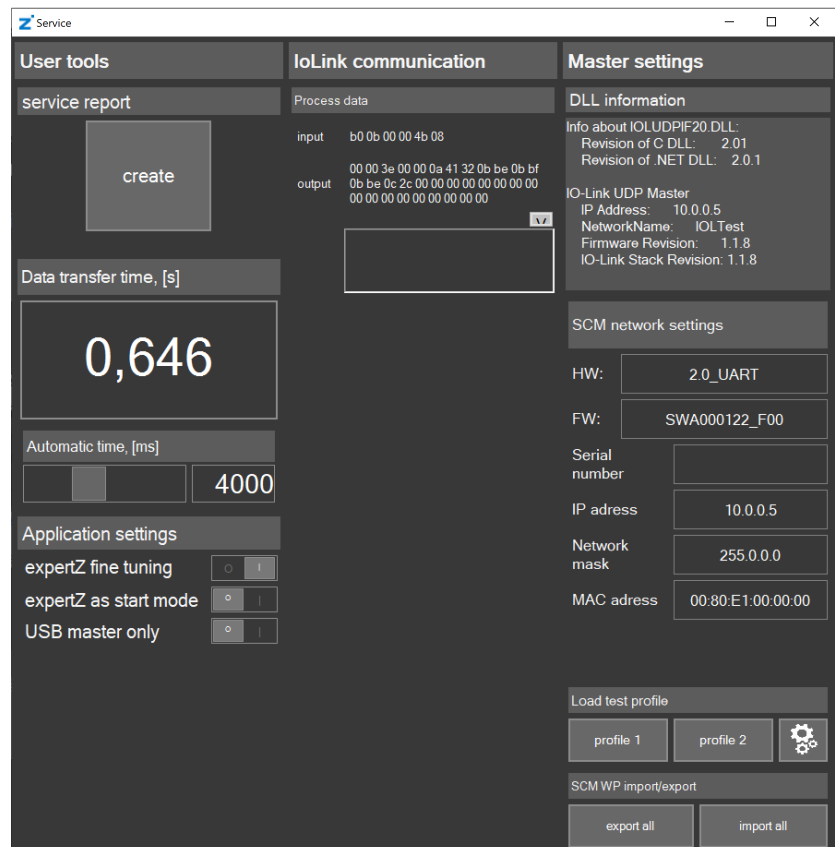 Service
User tools
service report
create
Data transfer time, [s]
0,646
Automatic time, [ms]
4000
Application settings
expertZ fine tuning
O I
expertZ as start mode
O I
USB master only
O I
IoLink communication
Process data
input b0 0b 00 00 4b 08
output
00 00 3e 00 00 0a 41 32 0b be 0b bf
0b be 0c 2c 00 00 00 00 00 00 00 00
00 00 00 00 00 00 00 00
Master settings
DLL information
Info about IOLUDPIF20.DLL:
Revision of C DLL: 2.01
Revision of .NET DLL: 2.0.1
IO-Link UDP Master
IP Address: 10.0.0.5
NetworkName: IOLTest
Firmware Revision: 1.1.8
IO-Link Stack Revision: 1.1.8
SCM network settings
HW: 2.0_UART
FW: SWA000122_F00
Serial
number
IP adress 10.0.0.5
Network
mask
255.0.0.0
MAC adress 00:80:E1:00:00:00
Load test profile
profile 1 profile 2
SCM WP import/export
export all import all